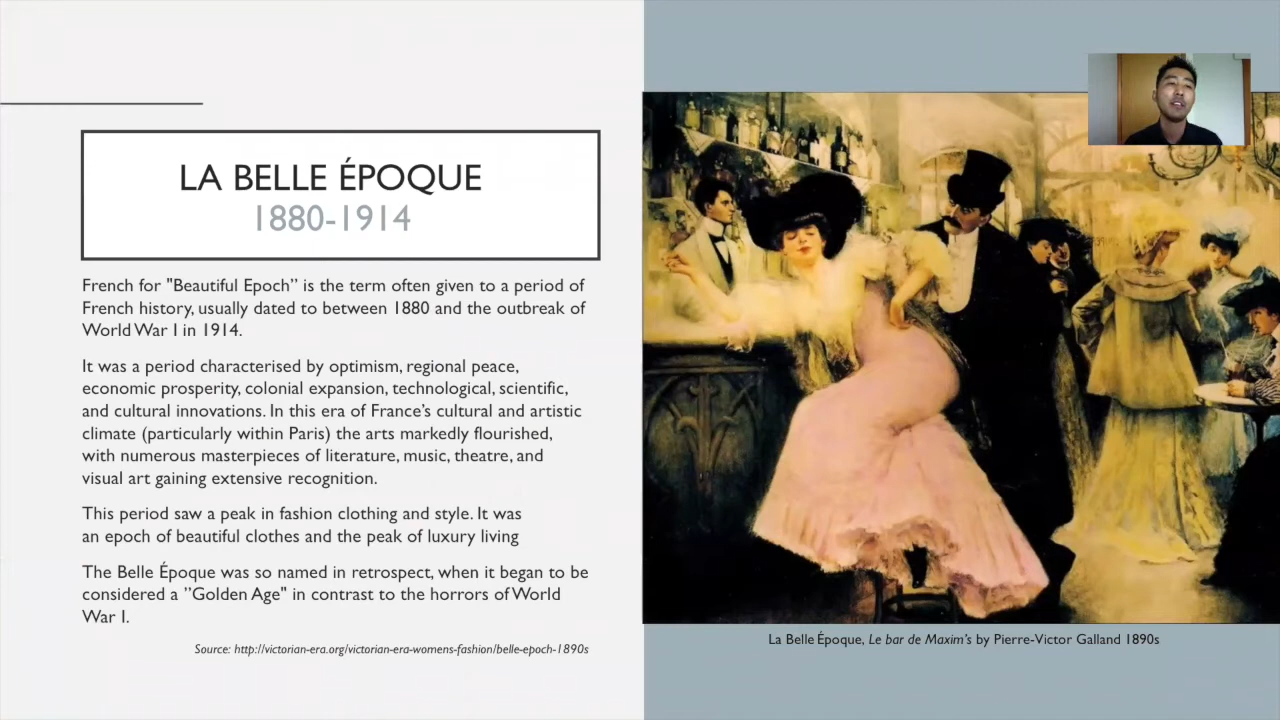 LA BELLE ÉPOQUE
1880-1914
French for "Beautiful Epoch” is the term often given to a period of
French history, usually dated to between 1880 and the outbreak of
World War I in 1914.
It was a period characterised by optimism, regional peace,
economic prosperity, colonial expansion, technological, scientific,
and cultural innovations. In this era of France’s cultural and artistic
climate (particularly within Paris) the arts markedly flourished,
with numerous masterpieces of literature, music, theatre, and
visual art gaining extensive recognition.
This period saw a peak in fashion clothing and style. It was
an epoch of beautiful clothes and the peak of luxury living
The Belle Époque was so named in retrospect, when it began to be
considered a ”Golden Age" in contrast to the horrors of World
War I.
Source: http://victorian-era.org/victorian-era-womens-fashion/belle-epoch-1890s
La Belle Époque, Le bar de Maxim’s by Pierre-Victor Galland 1890s